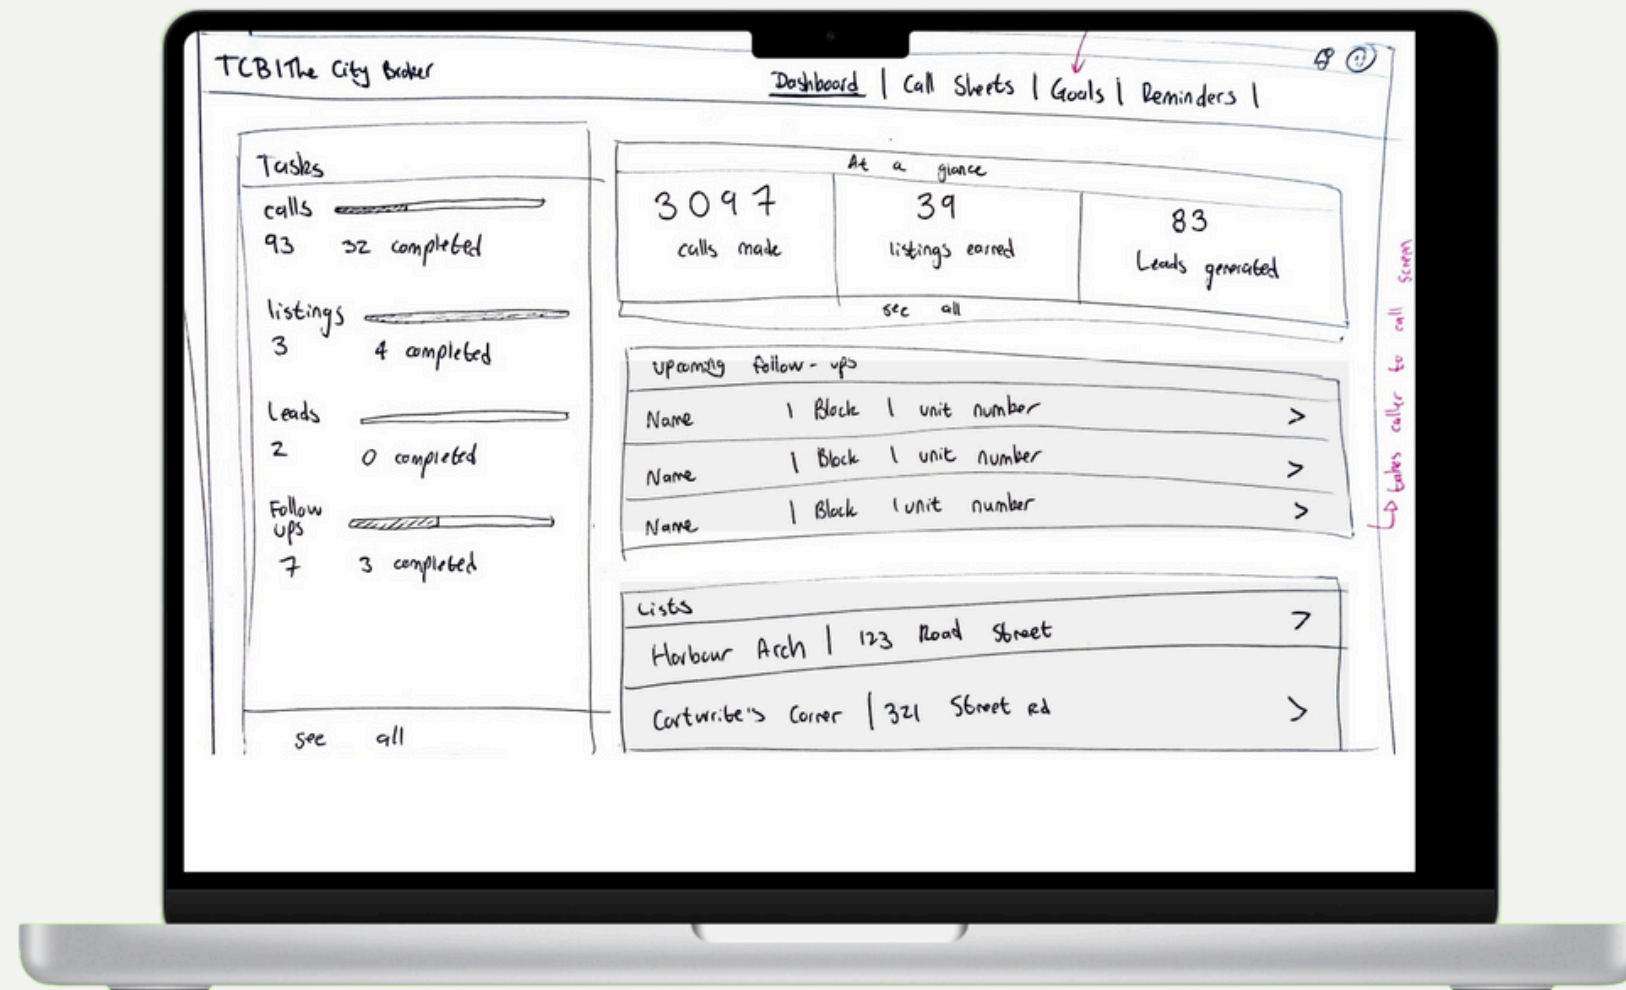 TCB|The City Broker
Dashboard | Call Sheets | Goals | Reminders |
Tasks
calls
93 32 completed
listings
3 4 completed
Leads
2 0 completed
Follow
ups
7 3 completed
see all
At a glance
3097
calls made
39
listings earned
83
Leads generated
see all
upcoming follow-ups
Name | Block | unit number >
Name | Block | unit number >
Name | Block | unit number >
Lists
Harbour Arch | 123 Road Street >
Cartwrite's Corner | 321 Street Rd >
takes caller to call screen